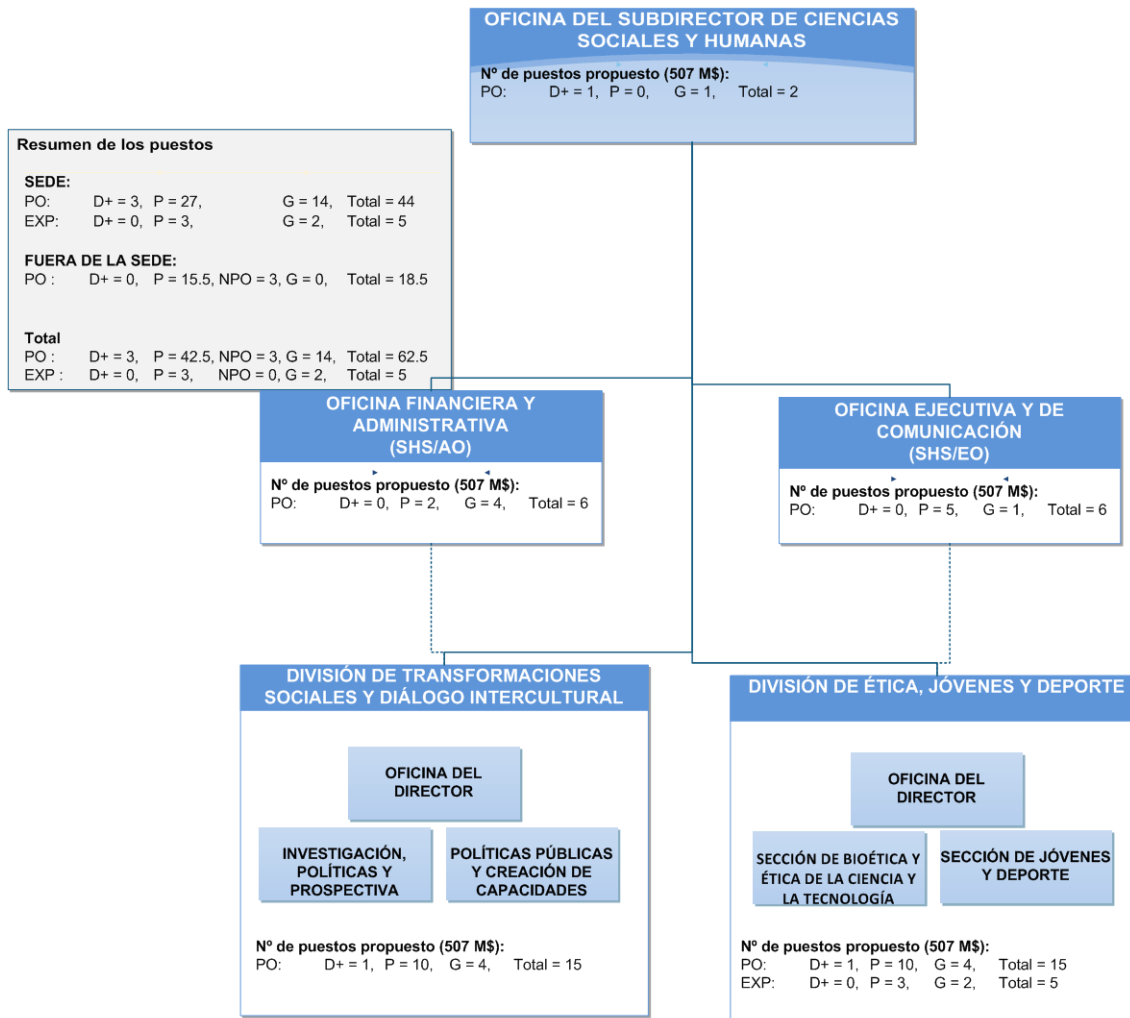 OFICINA DEL SUBDIRECTOR DE CIENCIAS
SOCIALES Y HUMANAS
Nº de puestos propuesto (507 M$):
PO: D+ = 1, P = 0, G = 1, Total = 2
Resumen de los puestos
SEDE:
PO: D+ = 3, P = 27, G = 14, Total = 44
EXP: D+ = 0, P = 3, G = 2, Total = 5
FUERA DE LA SEDE:
PO : D+ = 0, P = 15.5, NPO = 3, G = 0, Total = 18.5
Total
PO : D+ = 3, P = 42.5, NPO = 3, G = 14, Total = 62.5
EXP : D+ = 0, P = 3, NPO = 0, G = 2, Total = 5
OFICINA FINANCIERA Y
ADMINISTRATIVA
(SHS/AO)
Nº de puestos propuesto (507 M$):
PO: D+ = 0, P = 2, G = 4, Total = 6
OFICINA EJECUTIVA Y DE
COMUNICACIÓN
(SHS/EO)
Nº de puestos propuesto (507 M$):
PO: D+ = 0, P = 5, G = 1, Total = 6
DIVISIÓN DE TRANSFORMACIONES
SOCIALES Y DIÁLOGO INTERCULTURAL
OFICINA DEL
DIRECTOR
INVESTIGACIÓN,
POLÍTICAS Y
PROSPECTIVA
POLÍTICAS PÚBLICAS
Y CREACIÓN DE
CAPACIDADES
Nº de puestos propuesto (507 M$):
PO: D+ = 1, P = 10, G = 4, Total = 15
DIVISIÓN DE ÉTICA, JÓVENES Y DEPORTE
OFICINA DEL
DIRECTOR
SECCIÓN DE BIOÉTICA Y
ÉTICA DE LA CIENCIA Y
LA TECNOLOGÍA
SECCIÓN DE JÓVENES
Y DEPORTE
Nº de puestos propuesto (507 M$):
PO: D+ = 1, P = 10, G = 4, Total = 15
EXP: D+ = 0, P = 3, G = 2, Total = 5